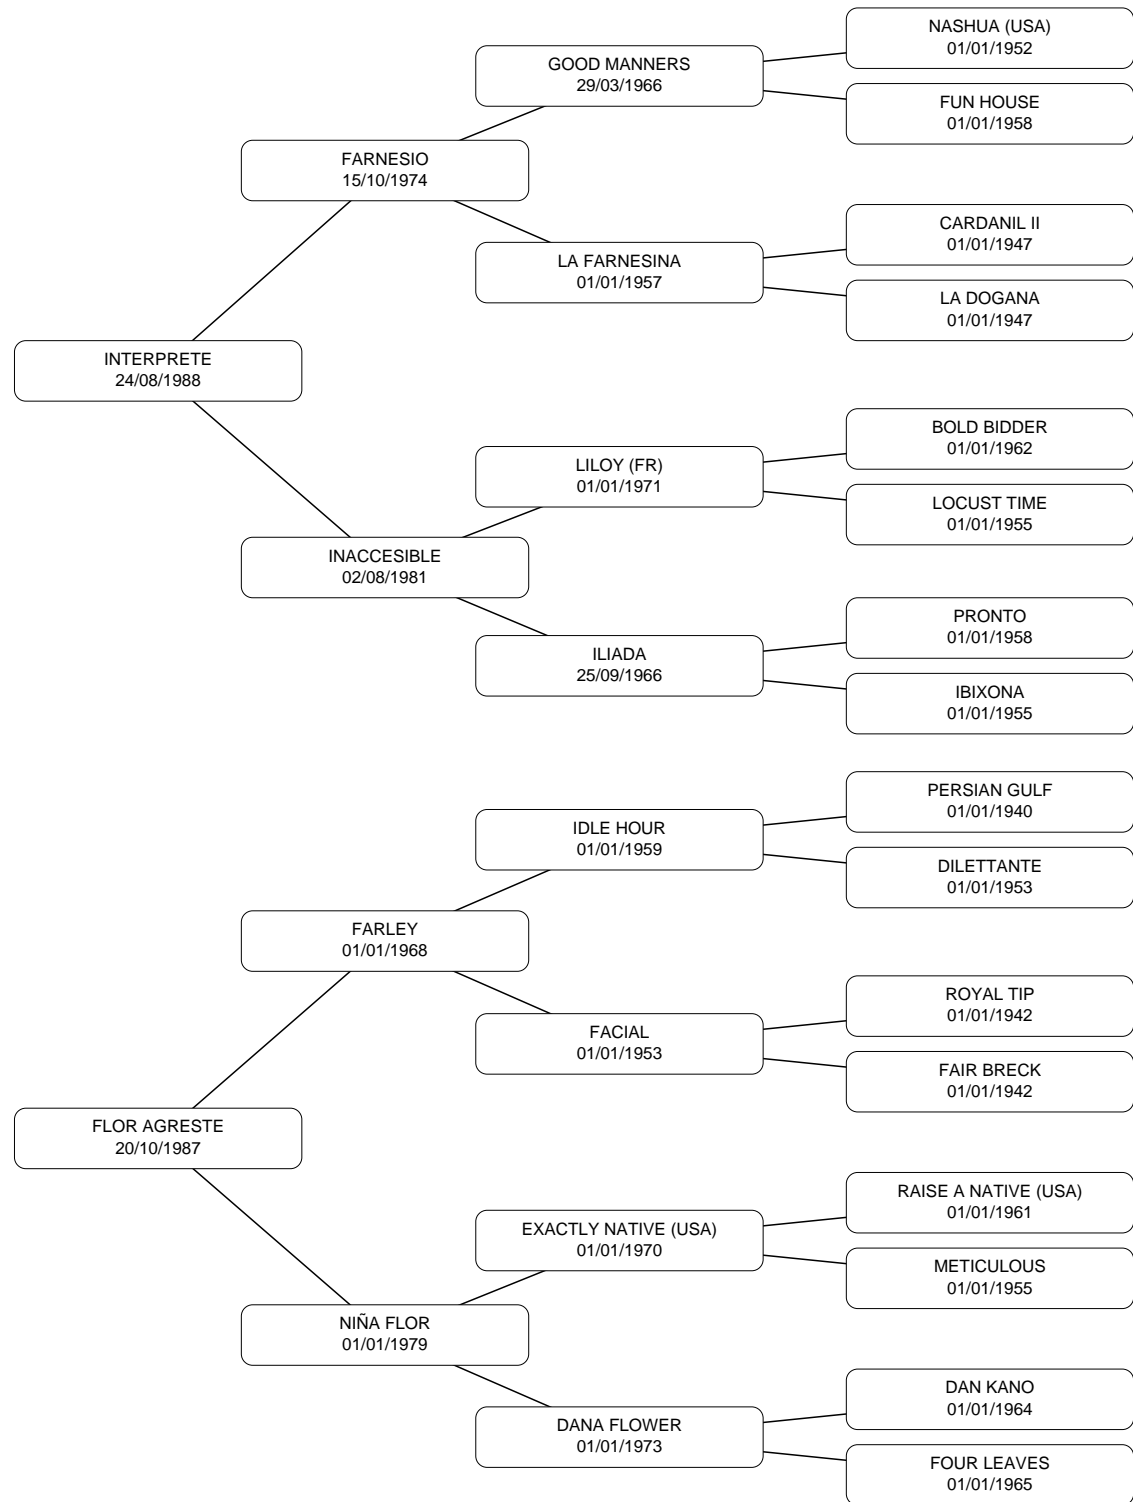 NASHUA (USA)
01/01/1952
GOOD MANNERS
29/03/1966
FUN HOUSE
01/01/1958
FARNESIO
15/10/1974
CARDANIL II
01/01/1947
LA FARNESINA
01/01/1957
LA DOGANA
01/01/1947
INTERPRETE
24/08/1988
BOLD BIDDER
01/01/1962
LILOY (FR)
01/01/1971
LOCUST TIME
01/01/1955
INACCESIBLE
02/08/1981
PRONTO
01/01/1958
ILIADA
25/09/1966
IBIXONA
01/01/1955
PERSIAN GULF
01/01/1940
IDLE HOUR
01/01/1959
DILETTANTE
01/01/1953
FARLEY
01/01/1968
ROYAL TIP
01/01/1942
FACIAL
01/01/1953
FAIR BRECK
01/01/1942
FLOR AGRESTE
20/10/1987
RAISE A NATIVE (USA)
01/01/1961
EXACTLY NATIVE (USA)
01/01/1970
METICULOUS
01/01/1955
NIÑA FLOR
01/01/1979
DAN KANO
01/01/1964
DANA FLOWER
01/01/1973
FOUR LEAVES
01/01/1965